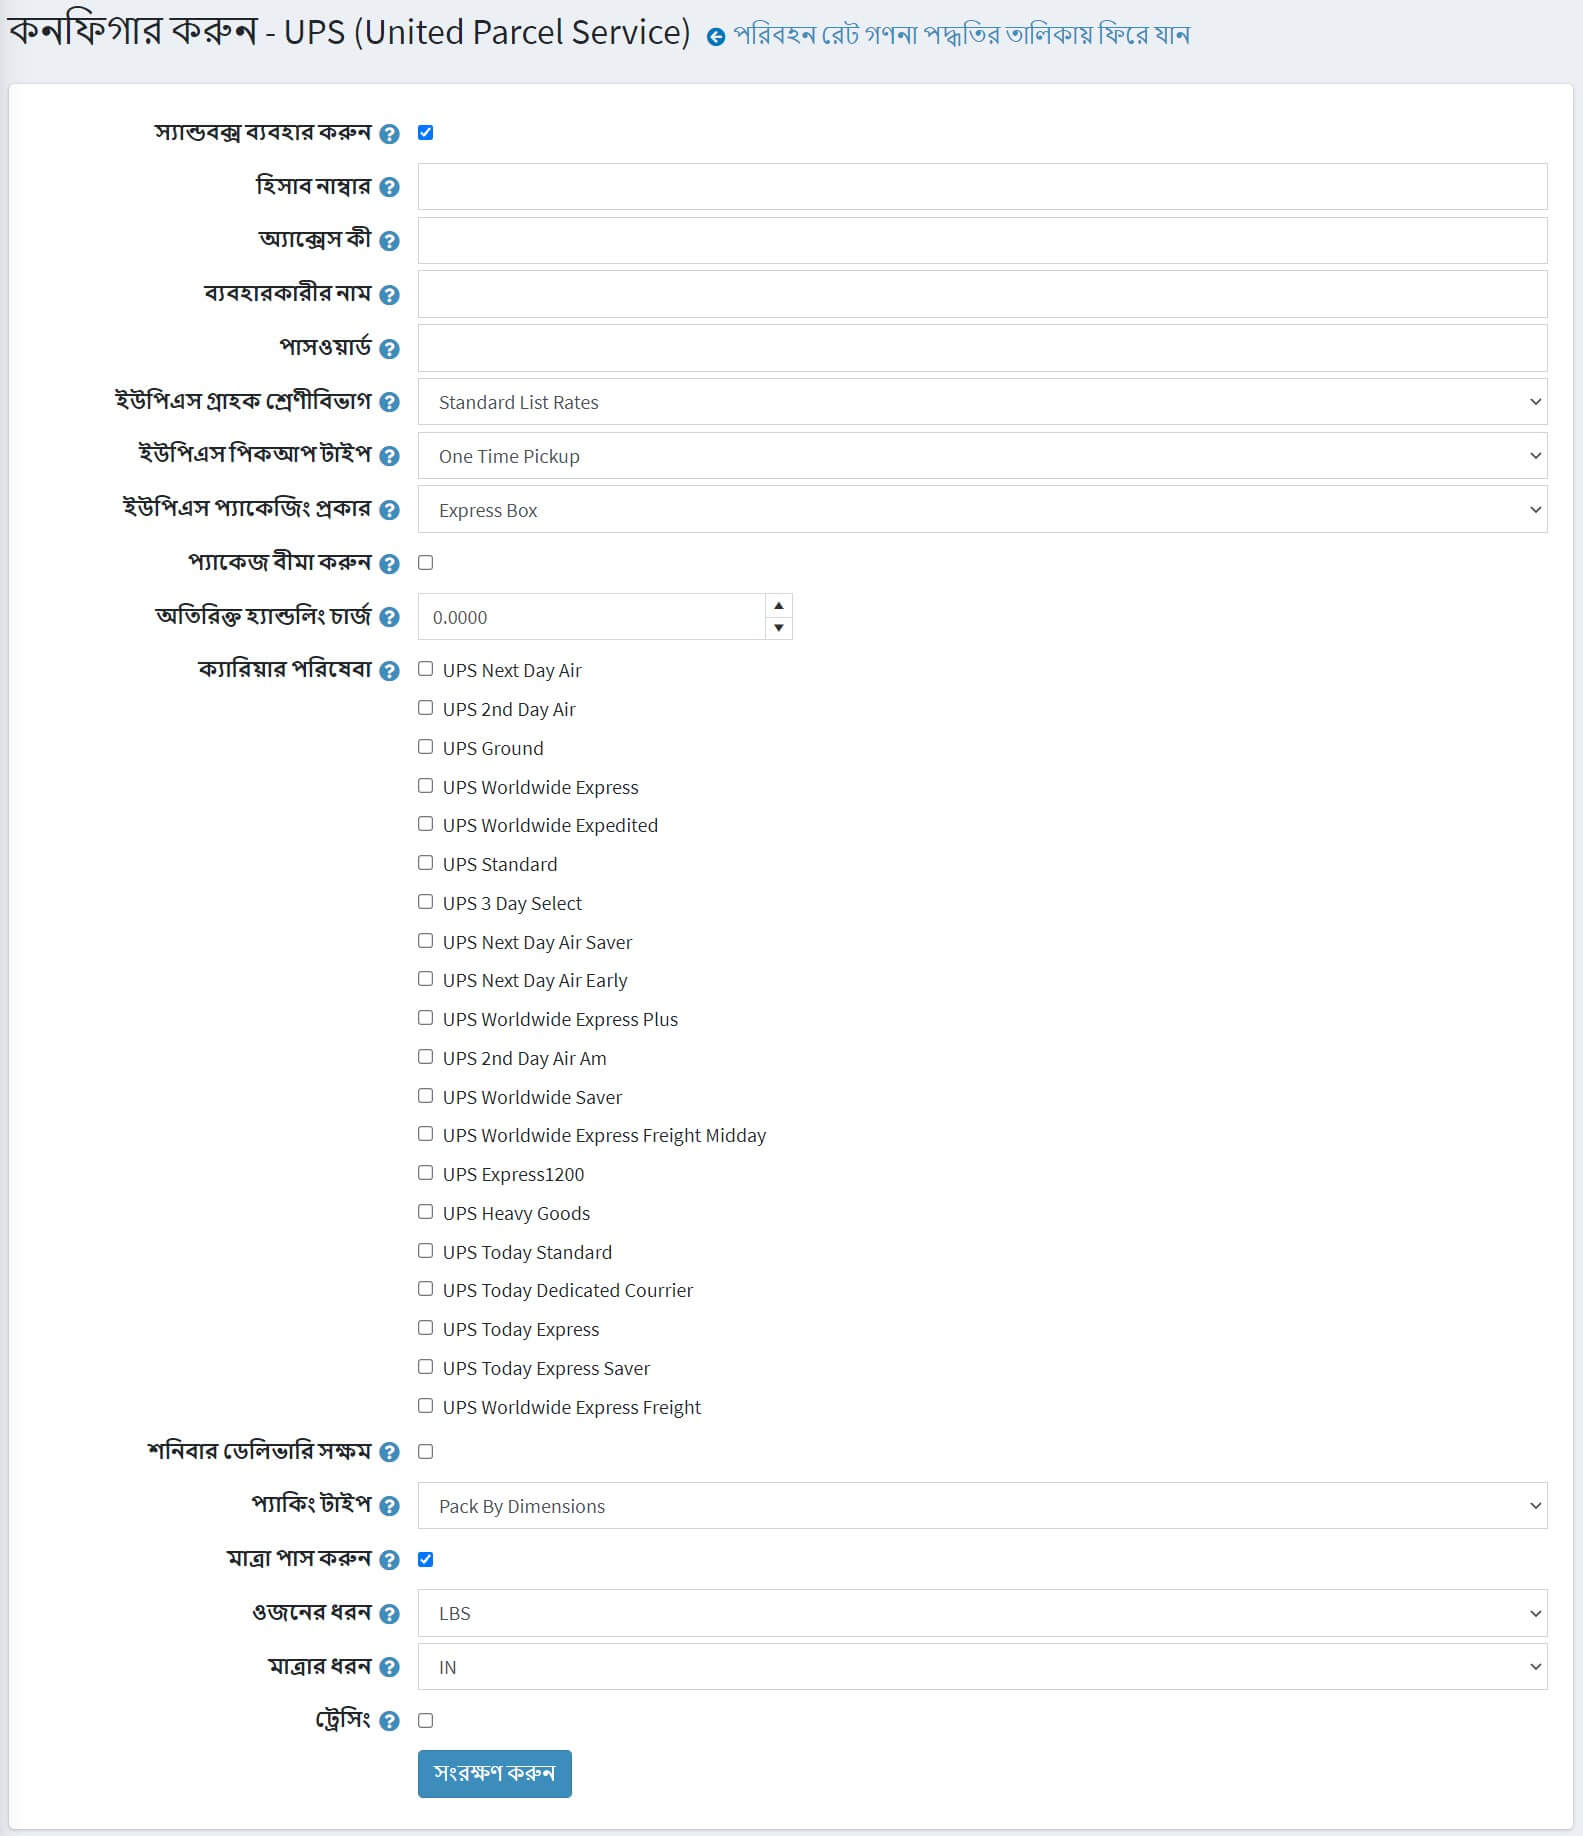 কনফিগার করুন - UPS (United Parcel Service) পরিবহন রেট গণনা পদ্ধতির তালিকায় ফিরে যান
স্যান্ডবক্স ব্যবহার করুন
হিসাব নাম্বার
অ্যাক্সেস কী
ব্যবহারকারীর নাম
পাসওয়ার্ড
ইউপিএস গ্রাহক শ্রেণীবিভাগ Standard List Rates
ইউপিএস পিকআপ টাইপ One Time Pickup
ইউপিএস প্যাকেজিং প্রকার Express Box
প্যাকেজ বীমা করুন
অতিরিক্ত হ্যান্ডলিং চার্জ 0.0000
ক্যারিয়ার পরিষেবা UPS Next Day Air
UPS 2nd Day Air
UPS Ground
UPS Worldwide Express
UPS Worldwide Expedited
UPS Standard
UPS 3 Day Select
UPS Next Day Air Saver
UPS Next Day Air Early
UPS Worldwide Express Plus
UPS 2nd Day Air Am
UPS Worldwide Saver
UPS Worldwide Express Freight Midday
UPS Express1200
UPS Heavy Goods
UPS Today Standard
UPS Today Dedicated Courrier
UPS Today Express
UPS Today Express Saver
UPS Worldwide Express Freight
শনিবার ডেলিভারি সক্ষম
প্যাকিং টাইপ Pack By Dimensions
মাত্রা পাস করুন
ওজনের ধরন LBS
মাত্রার ধরন IN
ট্রেসিং
সংরক্ষণ করুন